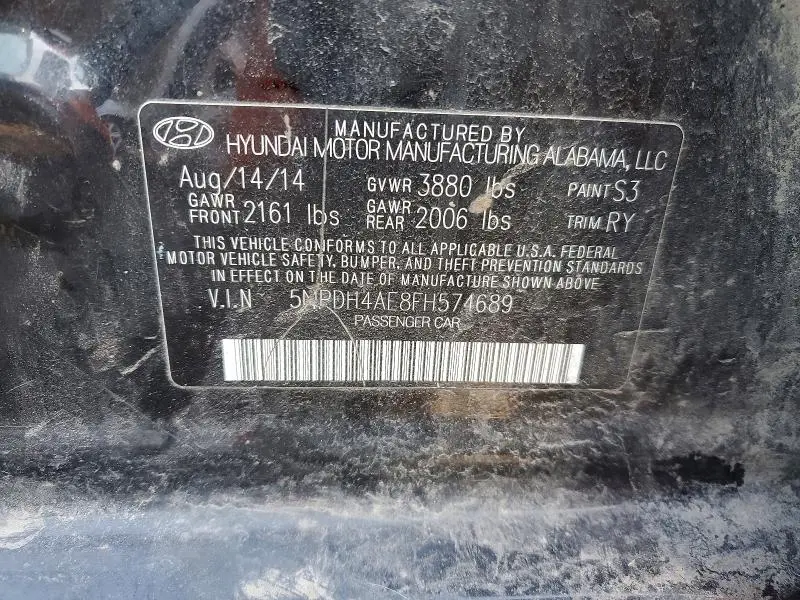 MANUFACTURED BY
HYUNDAI MOTOR MANUFACTURING ALABAMA, LLC
Aug/14/14 GVWR 3880 lbs PAINT S3
GAWR FRONT 2161 lbs GAWR REAR 2006 lbs TRIM RY
THIS VEHICLE CONFORMS TO ALL APPLICABLE U.S.A. FEDERAL
MOTOR VEHICLE SAFETY, BUMPER, AND THEFT PREVENTION STANDARDS
IN EFFECT ON THE DATE OF MANUFACTURE SHOWN ABOVE
V.I.N 5NPDH4AE8FH574689
PASSENGER CAR